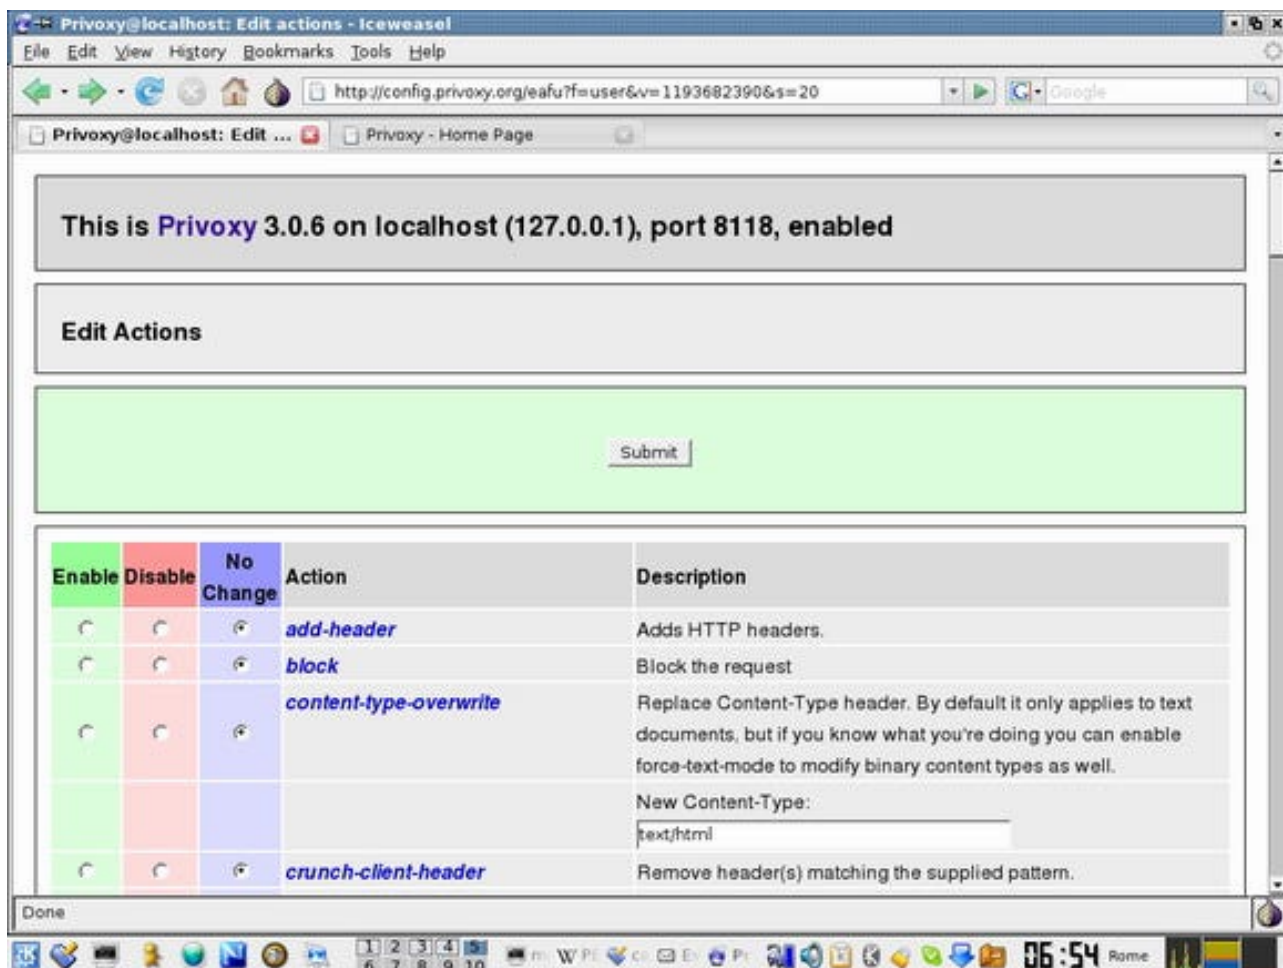 Privoxy@localhost: Edit actions - Iceweasel
File Edit View History Bookmarks Tools Help
http://config.privoxy.org/eafu?f=user&v=1193682390&s=20
Google
Privoxy@localhost: Edit ...
Privoxy - Home Page
This is Privoxy 3.0.6 on localhost (127.0.0.1), port 8118, enabled
Edit Actions
Submit
Enable Disable No Change Action Description
add-header Adds HTTP headers.
block Block the request
content-type-overwrite Replace Content-Type header. By default it only applies to text
documents, but if you know what you're doing you can enable
force-text-mode to modify binary content types as well.
New Content-Type:
text/html
crunch-client-header Remove header(s) matching the supplied pattern.
Done
1 2 3 4 5
6 7 8 9 10
06:54 Rome